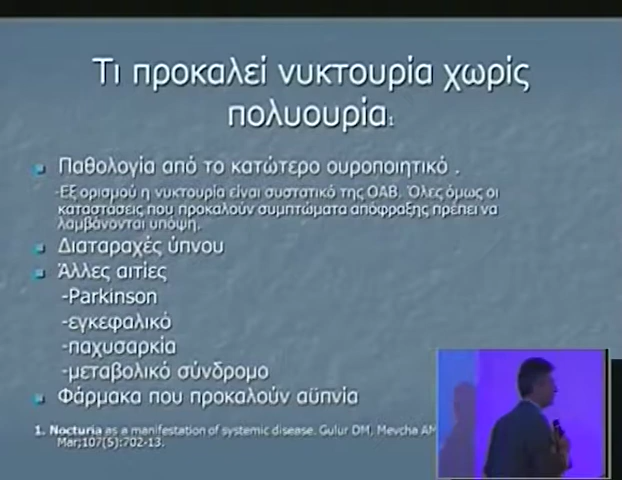 Τι προκαλεί νυκτουρία χωρίς
πολυουρία1
Παθολογία από το κατώτερο ουροποιητικό .
-Εξ ορισμού η νυκτουρία είναι συστατικό της ΟΑΒ. Όλες όμως οι
καταστάσεις που προκαλούν συμπτώματα απόφραξης πρέπει να
λαμβάνονται υπόψη.
Διαταραχές ύπνου
Άλλες αιτίες
-Parkinson
-εγκεφαλικό
-παχυσαρκία
-μεταβολικό σύνδρομο
Φάρμακα που προκαλούν αϋπνία
1. Nocturia as a manifestation of systemic disease. Gulur DM, Mevcha AM
Mar;107(5):702-13.